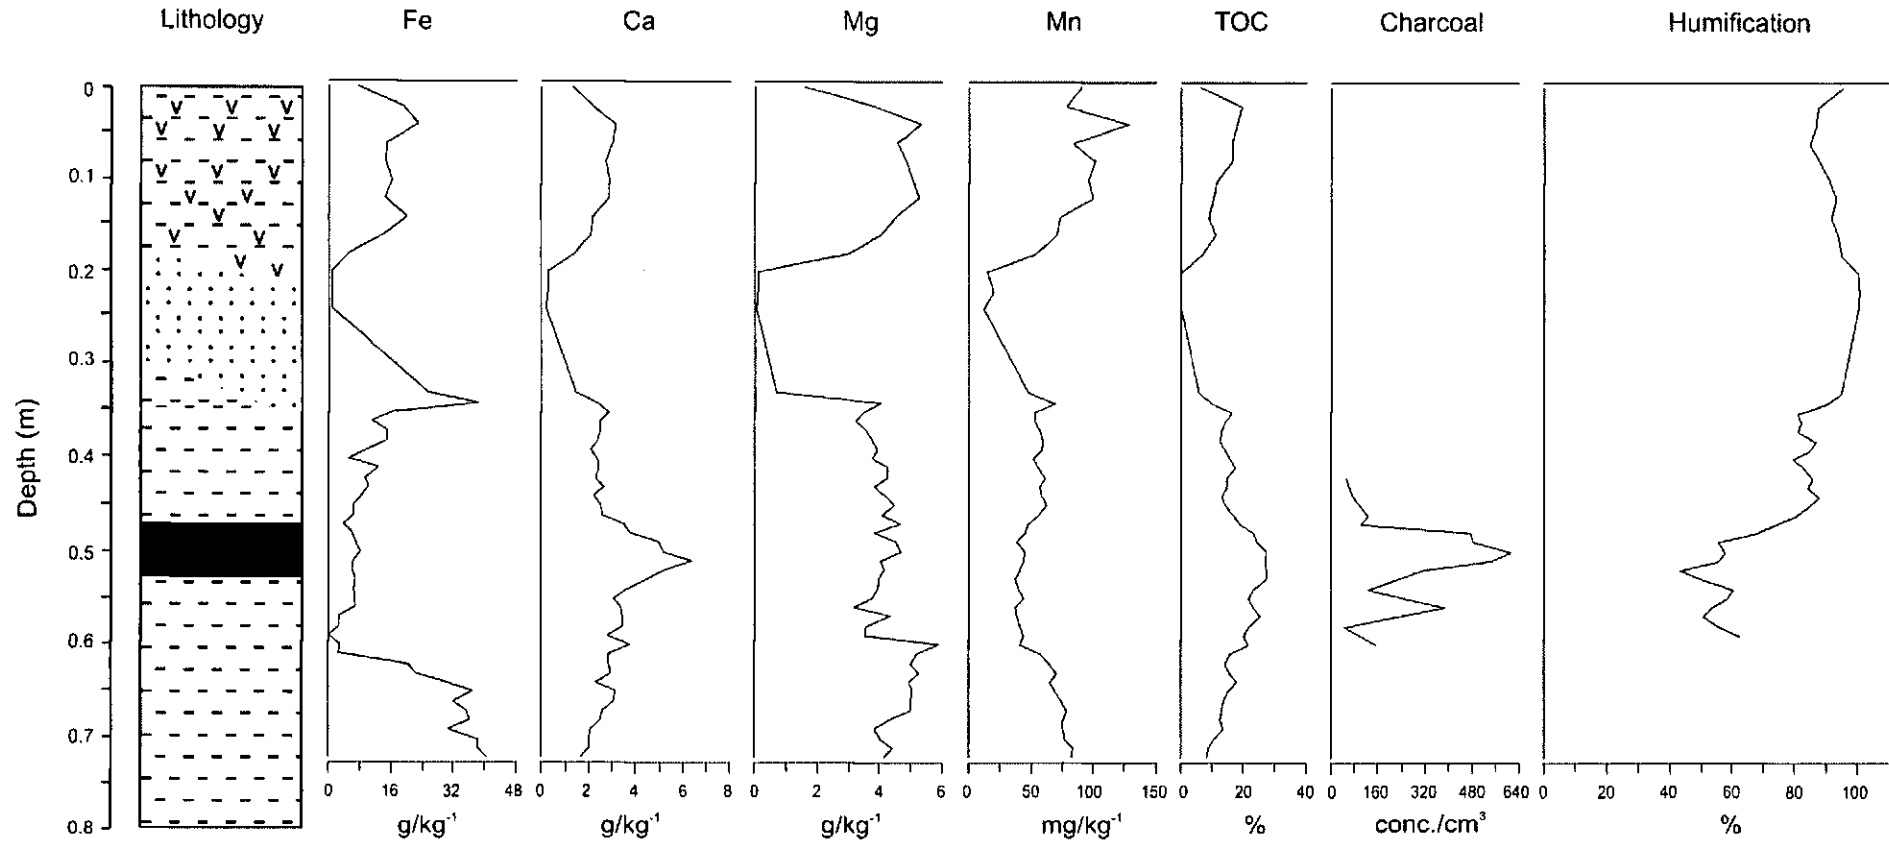 Lithology Fe Ca Mg Mn TOC Charcoal Humification
0
0.1
0.2
0.3
0.4
0.5
0.6
0.7
0.8
Depth (m)
0 16 32 48 0 2 4 6 8 0 2 4 6 0 50 100 150 0 20 40 0 160 320 480 640 0 20 40 60 80 100
g/kg⁻¹ g/kg⁻¹ g/kg⁻¹ mg/kg⁻¹ % conc./cm³ %